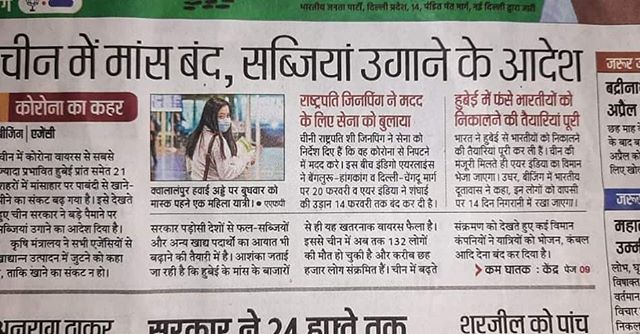 भारतीय जनता पार्टी, दिल्ली प्रदेश, 14, पंडित पंत मार्ग, नई दिल्ली द्वारा जारी
चीन में मांस बंद, सब्जियां उगाने के आदेश
कोरोना का कहर
बीजिंग | एजेंसी
चीन में कोरोना वायरस से सबसे
ज्यादा प्रभावित हुबेई प्रांत समेत 21
शहरों में मांसाहार पर पाबंदी से खाने-
पीने का संकट बढ़ गया है। इसे देखते
हुए चीन सरकार ने बड़े पैमाने पर
सब्जियां उगाने का आदेश दिया है।
कृषि मंत्रालय ने सभी एजेंसियों से
खाद्यान्न उत्पादन में जुटने को कहा
है, ताकि खाने का संकट न हो।
क्वालालंपुर हवाई अड्डे पर बुधवार को
मास्क पहने एक महिला यात्री। • एएफपी
सरकार पड़ोसी देशों से फल-सब्जियों
और अन्य खाद्य पदार्थों का आयात भी
बढ़ाने की तैयारी में है। आशंका जताई
जा रही है कि हुबेई के मांस के बाजारों
राष्ट्रपति जिनपिंग ने मदद
के लिए सेना को बुलाया
चीनी राष्ट्रपति शी जिनपिंग ने सेना को
निर्देश दिए हैं कि वह कोरोना से निपटने
में मदद करे। इस बीच इंडिगो एयरलाइंस
ने बेंगलुरू-हांगकांग व दिल्ली-चेंगदू मार्ग
पर 20 फरवरी व एयर इंडिया ने शंघाई
की उड़ान 14 फरवरी तक बंद कर दी है।
से ही यह खतरनाक वायरस फैला है।
इससे चीन में अब तक 132 लोगों
की मौत हो चुकी है और करीब छह
हजार लोग संक्रमित हैं। चीन में बढ़ते
हुबेई में फंसे भारतीयों को
निकालने की तैयारियां पूरी
भारत ने हुबेई से भारतीयों को निकालने
की तैयारियां पूरी कर ली हैं। चीन की
मंजूरी मिलते ही एयर इंडिया का विमान
भेजा जाएगा। उधर, बीजिंग में भारतीय
दूतावास ने कहा, इन लोगों को वापसी
पर 14 दिन निगरानी में रखा जाएगा।
संक्रमण को देखते हुए कई विमान
कंपनियों ने यात्रियों को भोजन, कंबल
आदि देना बंद कर दिया है।
कम घातक : केंद्र पेज 09
जरूर
बद्रीना
अप्रैल
छह माह
के बाद
अप्रैल
लिए खोले
जरूर
महा
उम्मी
लोभ,
विषाक्त
वर्तमान
विचार
निवारक
सरकार ने 24 हफ्ते तक
शरजील को पांच